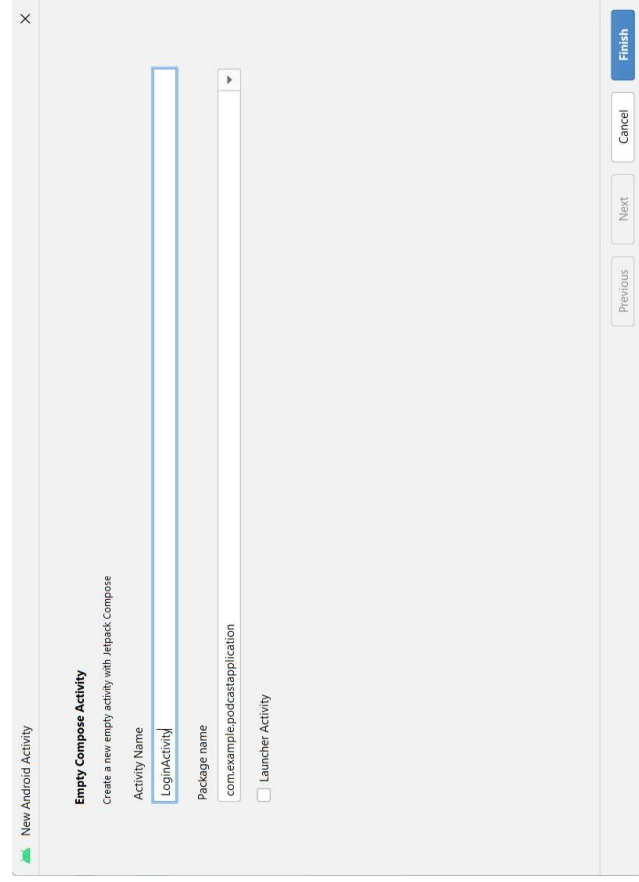 New Android Activity
Empty Compose Activity
Create a new empty activity with Jetpack Compose
Activity Name
LoginActivity
Package name
com.example.podcastapplication
Launcher Activity
Previous
Next
Cancel
Finish